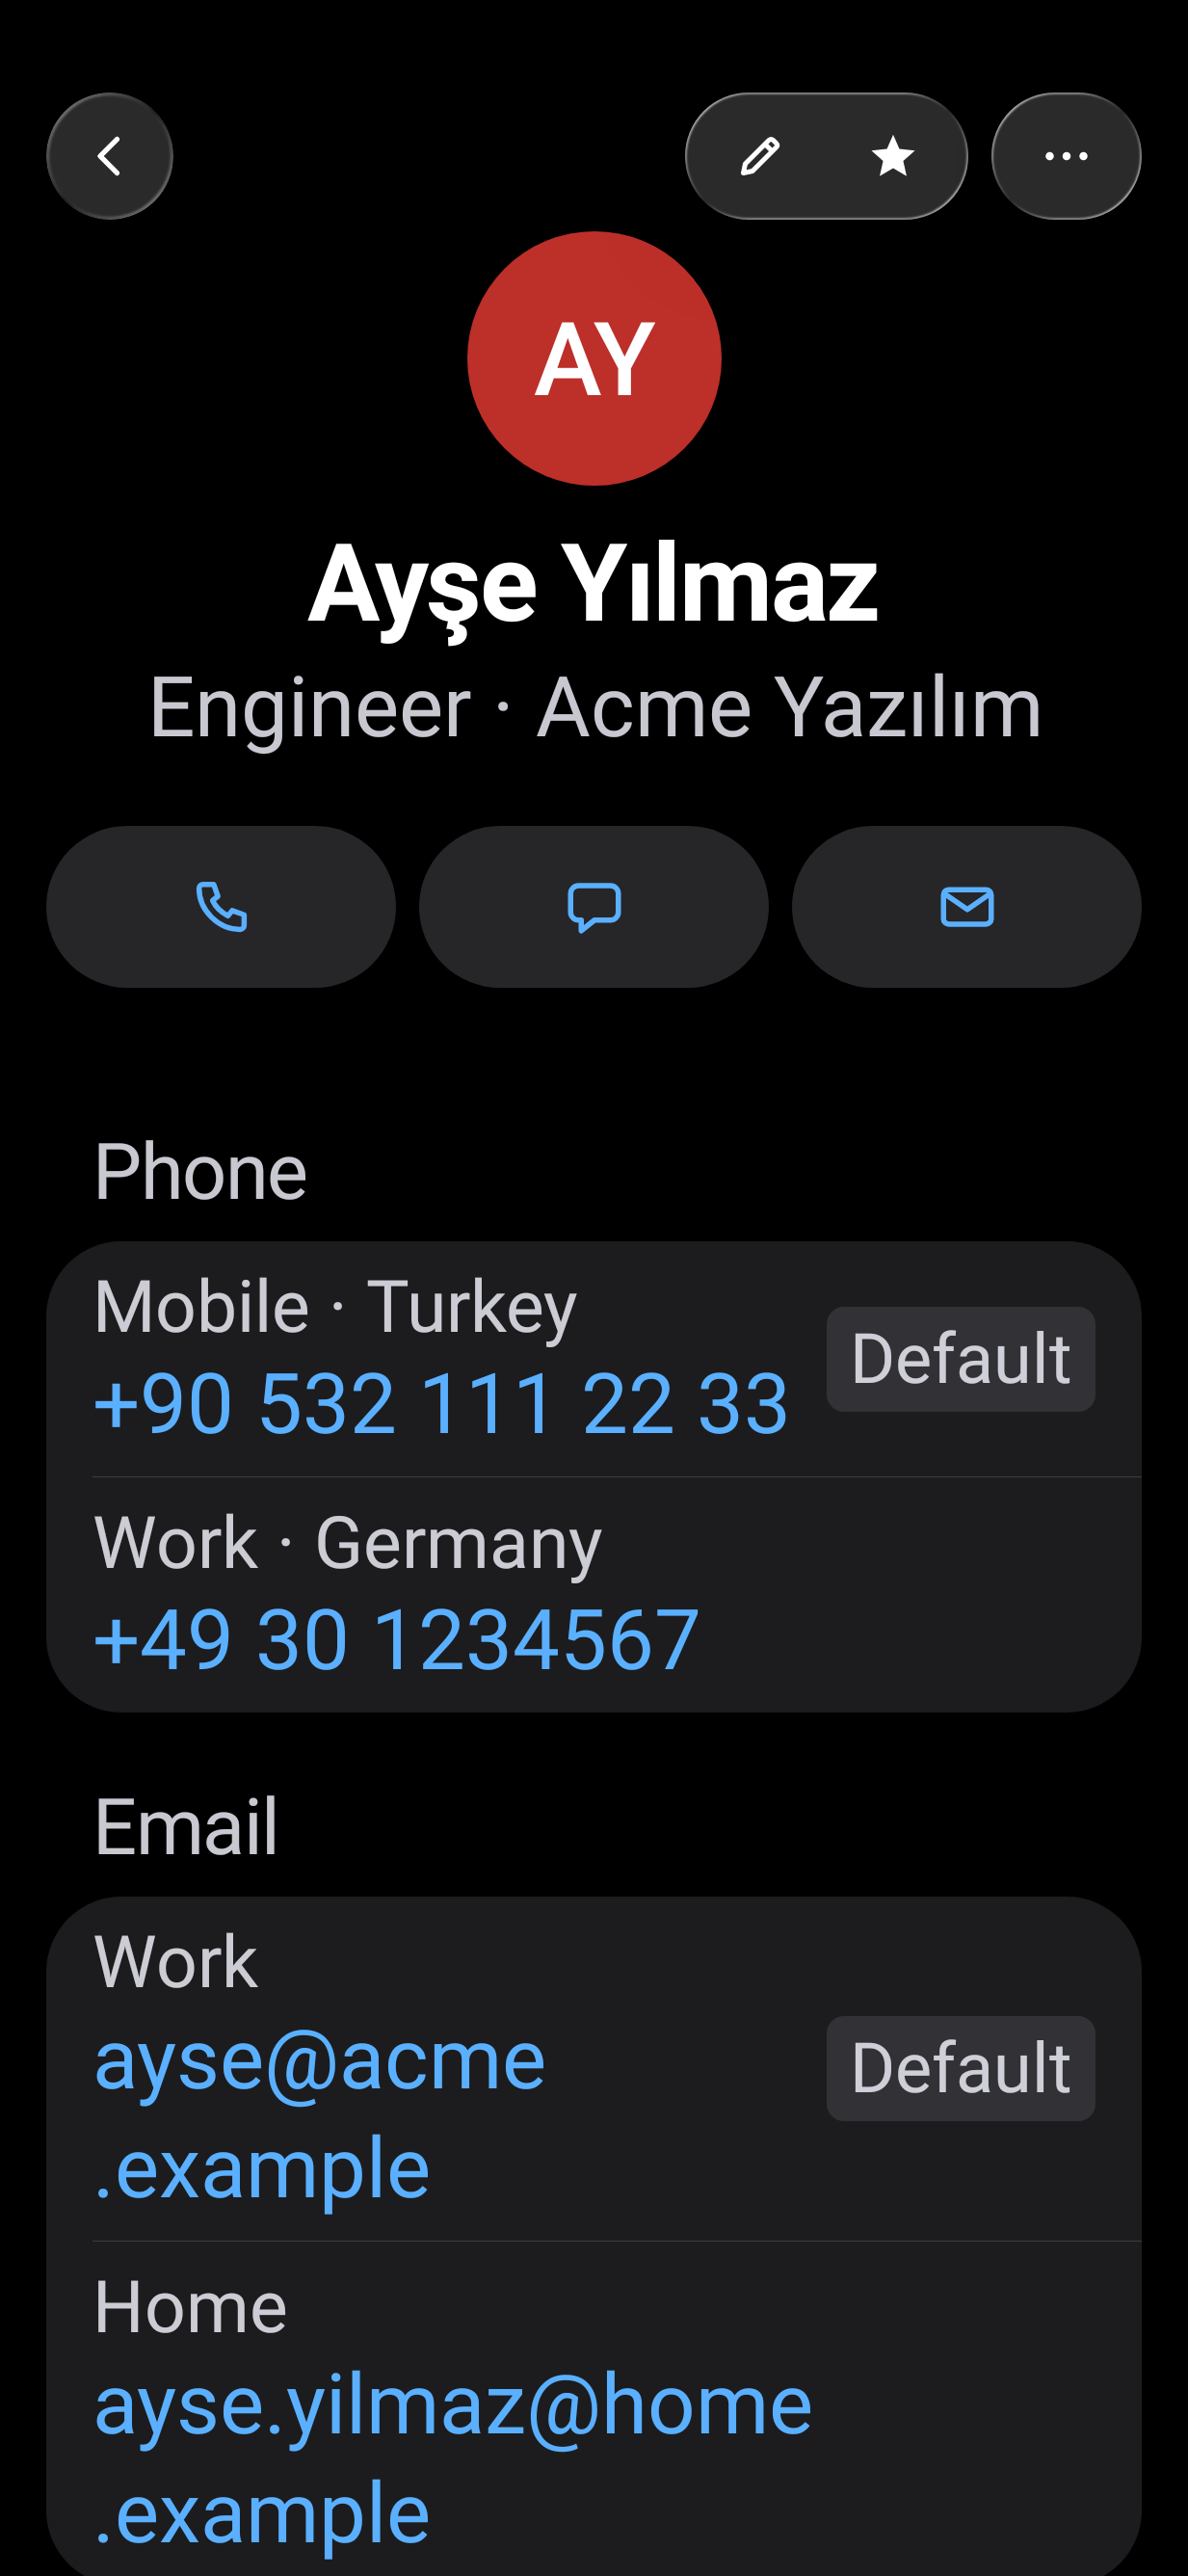 AY
Ayşe Yılmaz
Engineer · Acme Yazılım
Phone
Mobile · Turkey
+90 532 111 22 33
Default
Work · Germany
+49 30 1234567
Email
Work
ayse@acme
.example
Default
Home
ayse.yilmaz@home
.example